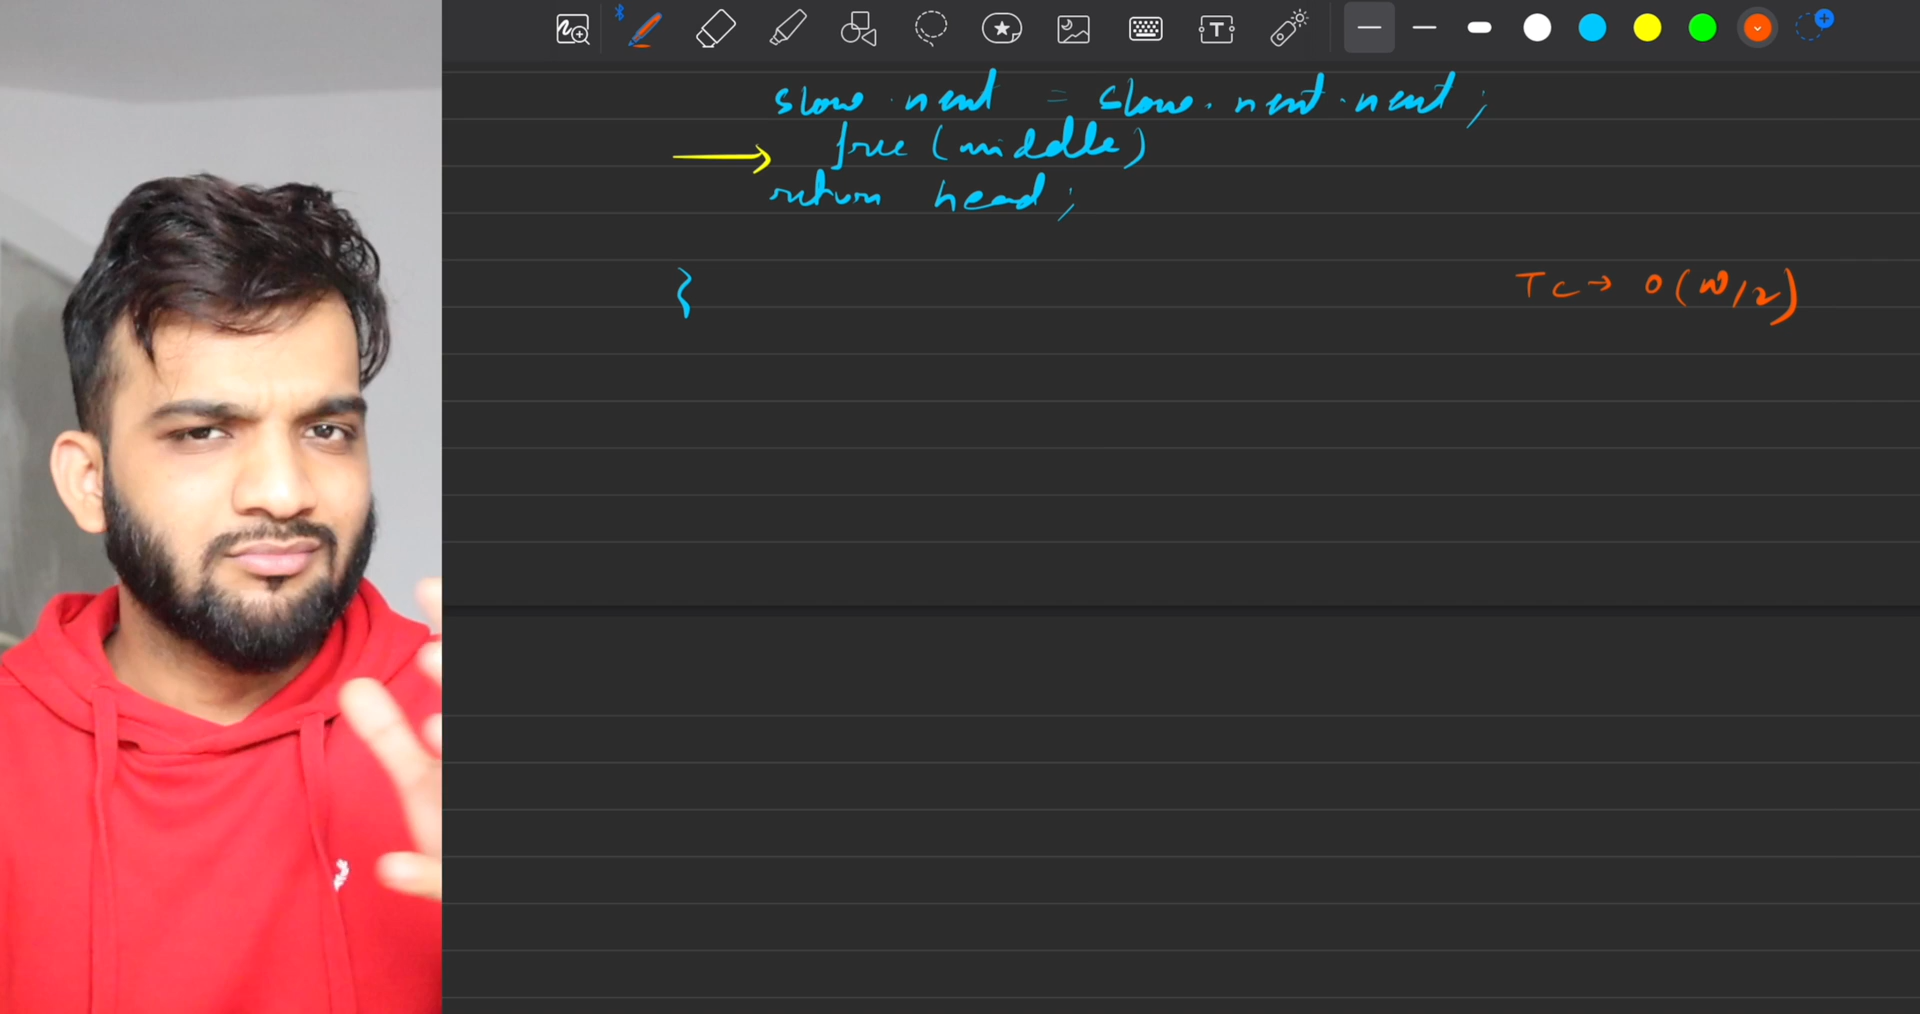 slow.next = slow.next.next;
free(middle)
return head;
}
TC → O(N/2)